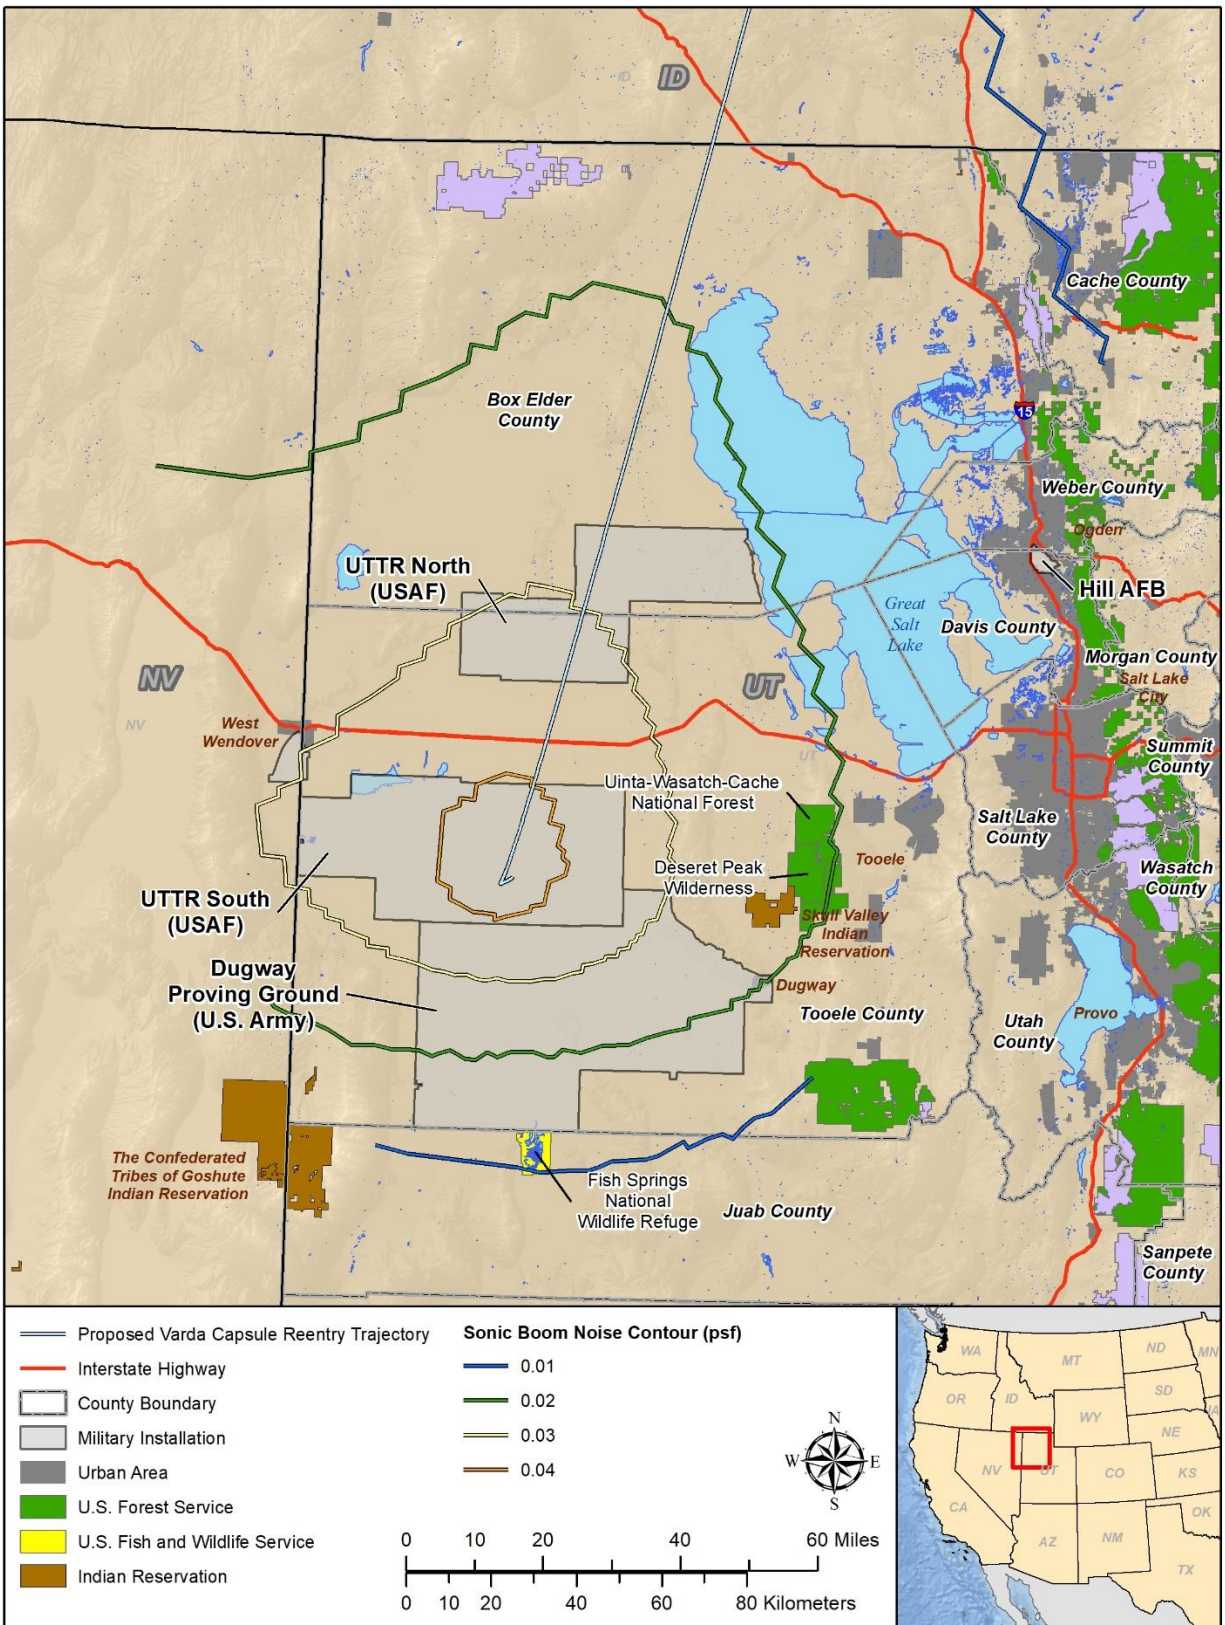 ID
ID
Cache County
Box Elder
County
15
Weber County
Ogden
UTTR North
(USAF)
Hill AFB
Great
Salt
Lake
Davis County
Morgan County
NV
UT
Salt Lake
City
NV
West
Wendover
UT
Summit
County
Uinta-Wasatch-Cache
National Forest
Salt Lake
County
Deseret Peak
Wilderness
Tooele
Wasatch
County
UTTR South
(USAF)
Skull Valley
Indian
Reservation
Dugway
Proving Ground
(U.S. Army)
Dugway
Tooele County
Utah
County
Provo
The Confederated
Tribes of Goshute
Indian Reservation
Fish Springs
National
Wildlife Refuge
Juab County
Sanpete
County
Proposed Varda Capsule Reentry Trajectory
Interstate Highway
County Boundary
Military Installation
Urban Area
U.S. Forest Service
U.S. Fish and Wildlife Service
Indian Reservation
Sonic Boom Noise Contour (psf)
0.01
0.02
0.03
0.04
N
W E
S
0 10 20 40 60 Miles
0 10 20 40 60 80 Kilometers
WA
MT
ND
MN
OR
ID
SD
WY
NE
NV
UT
CO
KS
CA
OK
AZ
NM
TX